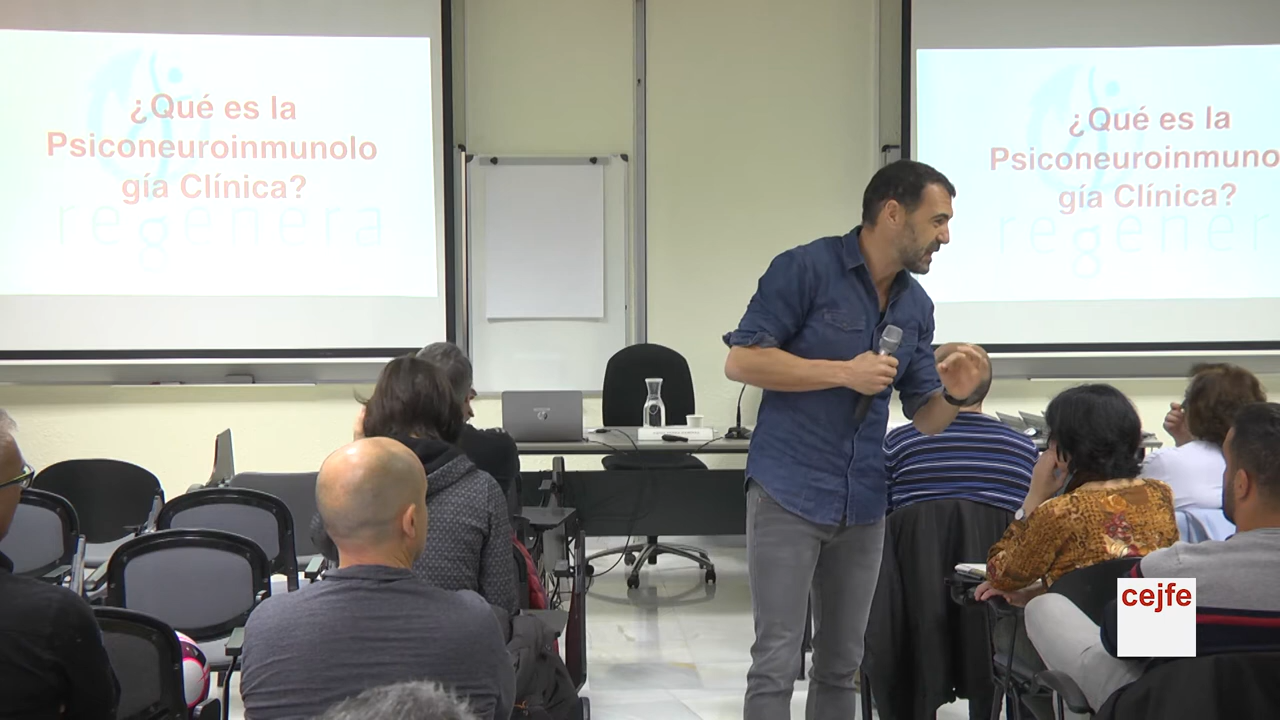 ¿Qué es la
Psiconeuroinmunolo
gía Clínica?
regenera
¿Qué es la
Psiconeuroinmuno
gía Clínica?
regener
cejfe